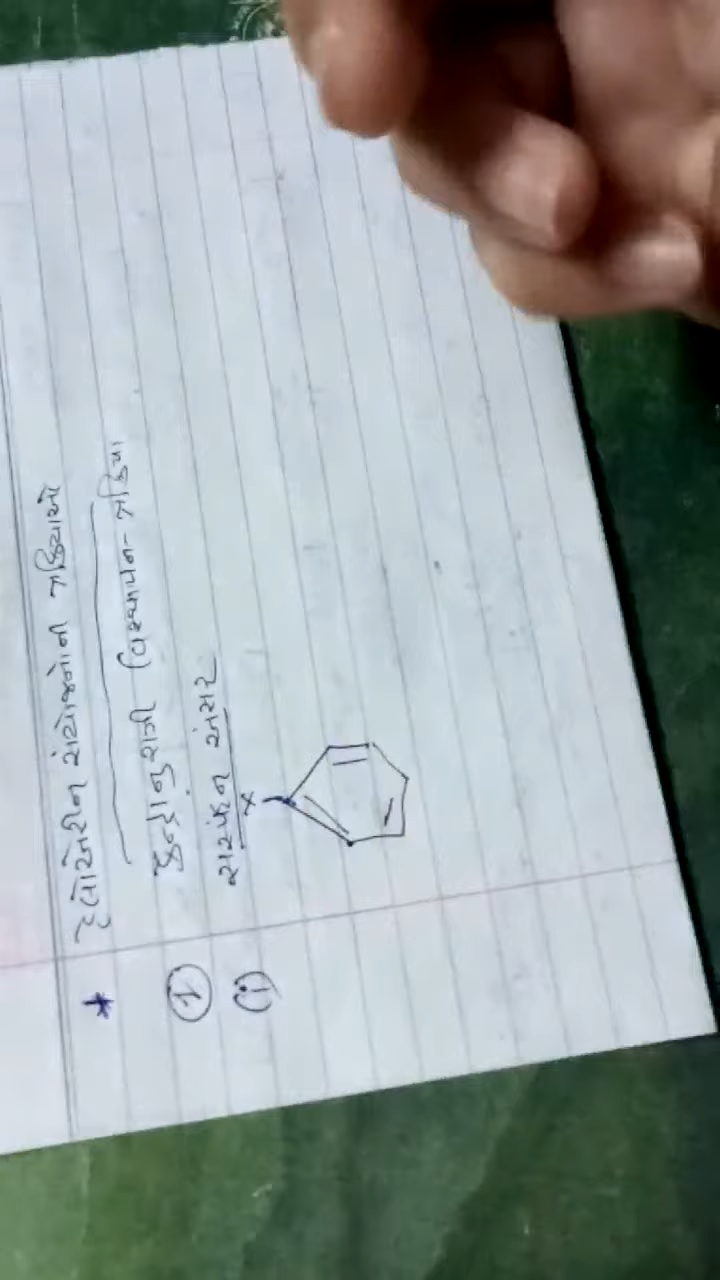 * હેલોએરીન સંયોજનોની પ્રક્રિયાઓ
① કેન્દ્રાનુરાગી વિસ્થાપન-પ્રક્રિયા
(i) સસ્પંદન અસર
x